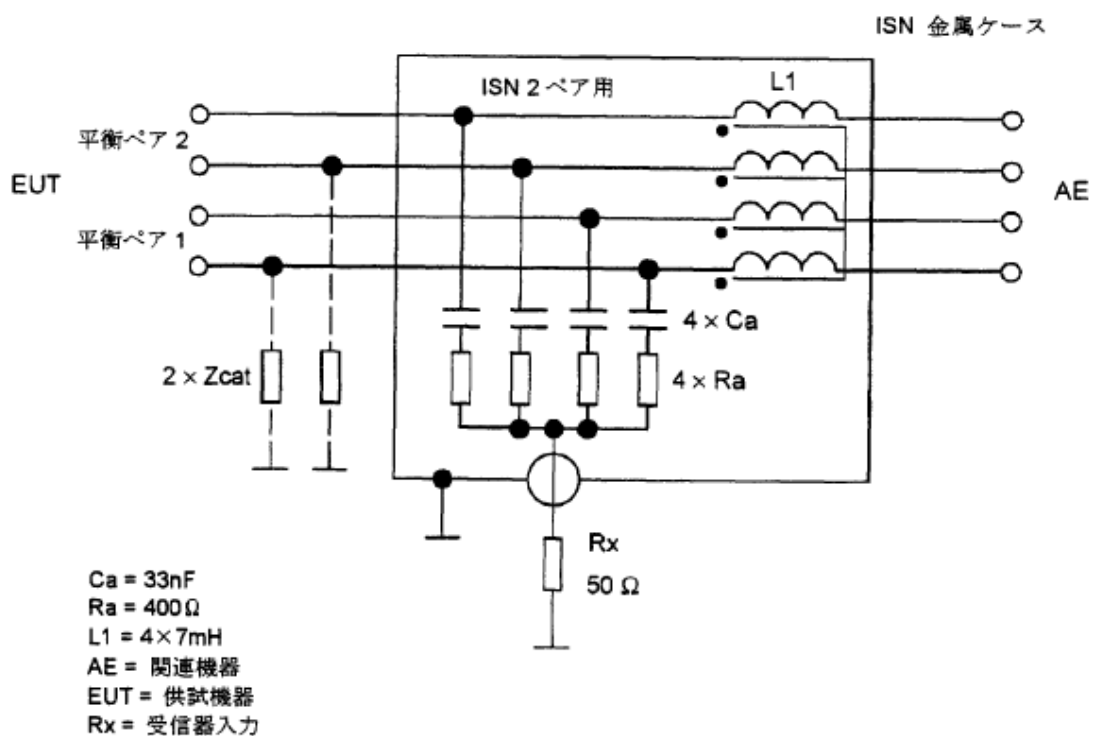 ISN 金属ケース
ISN 2 ペア用
L1
平衡ペア 2
EUT
AE
平衡ペア 1
4 × Ca
2 × Zcat
4 × Ra
Rx
50 Ω
Ca = 33nF
Ra = 400Ω
L1 = 4×7mH
AE = 関連機器
EUT = 供試機器
Rx = 受信器入力